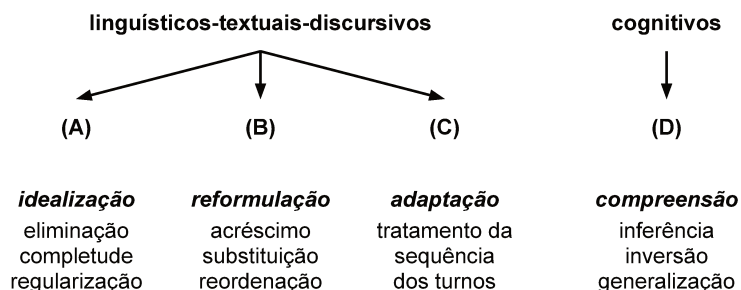 linguísticos-textuais-discursivos cognitivos
(A) (B) (C) (D)
idealização reformulação adaptação compreensão
eliminação acréscimo tratamento da inferência
completude substituição sequência inversão
regularização reordenação dos turnos generalização